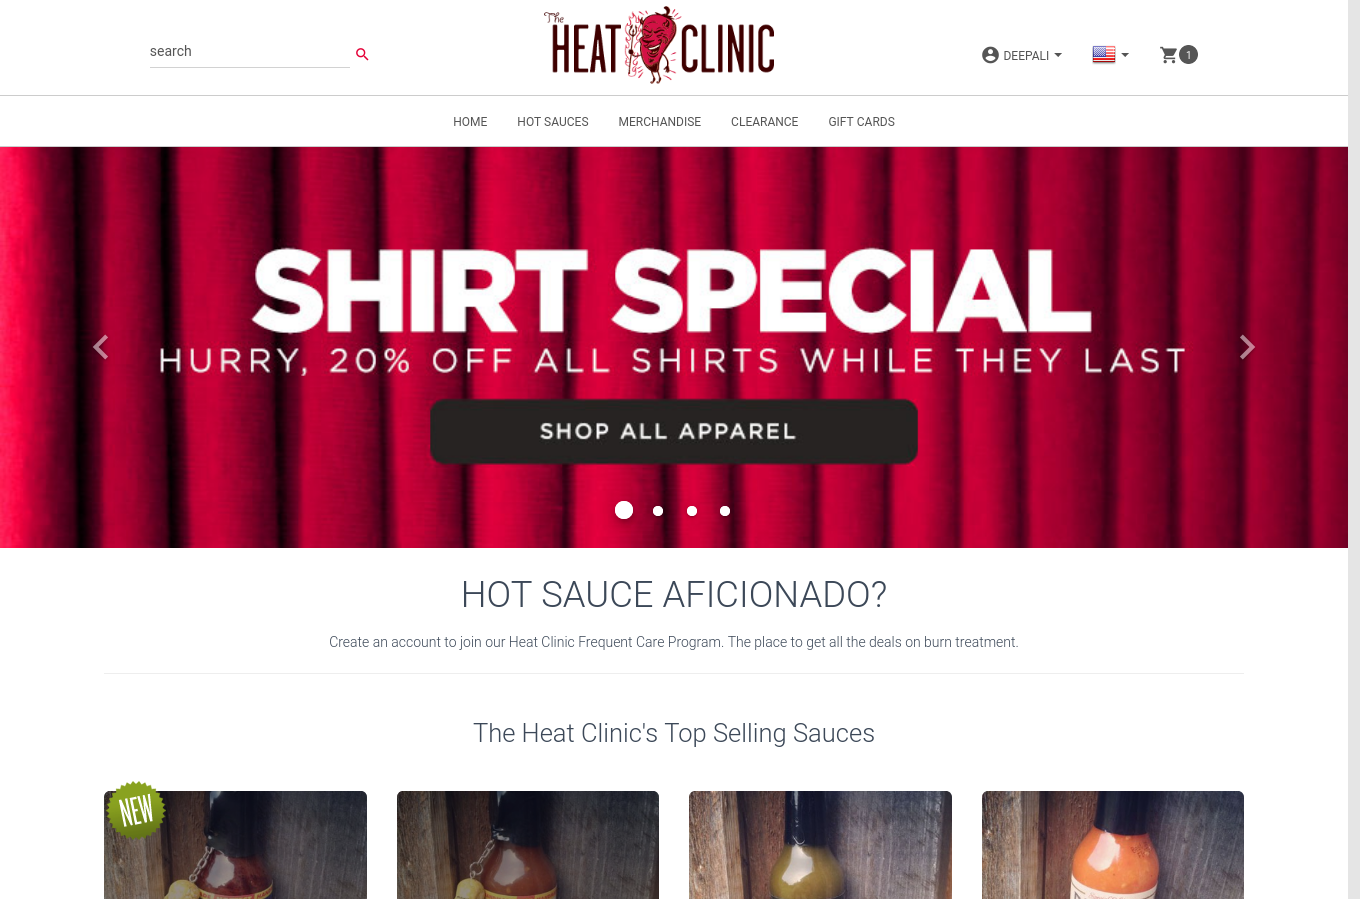 search
The
HEAT CLINIC
DEEPALI
1
HOME HOT SAUCES MERCHANDISE CLEARANCE GIFT CARDS
SHIRT SPECIAL
HURRY, 20% OFF ALL SHIRTS WHILE THEY LAST
SHOP ALL APPAREL
HOT SAUCE AFICIONADO?
Create an account to join our Heat Clinic Frequent Care Program. The place to get all the deals on burn treatment.
The Heat Clinic's Top Selling Sauces
NEW